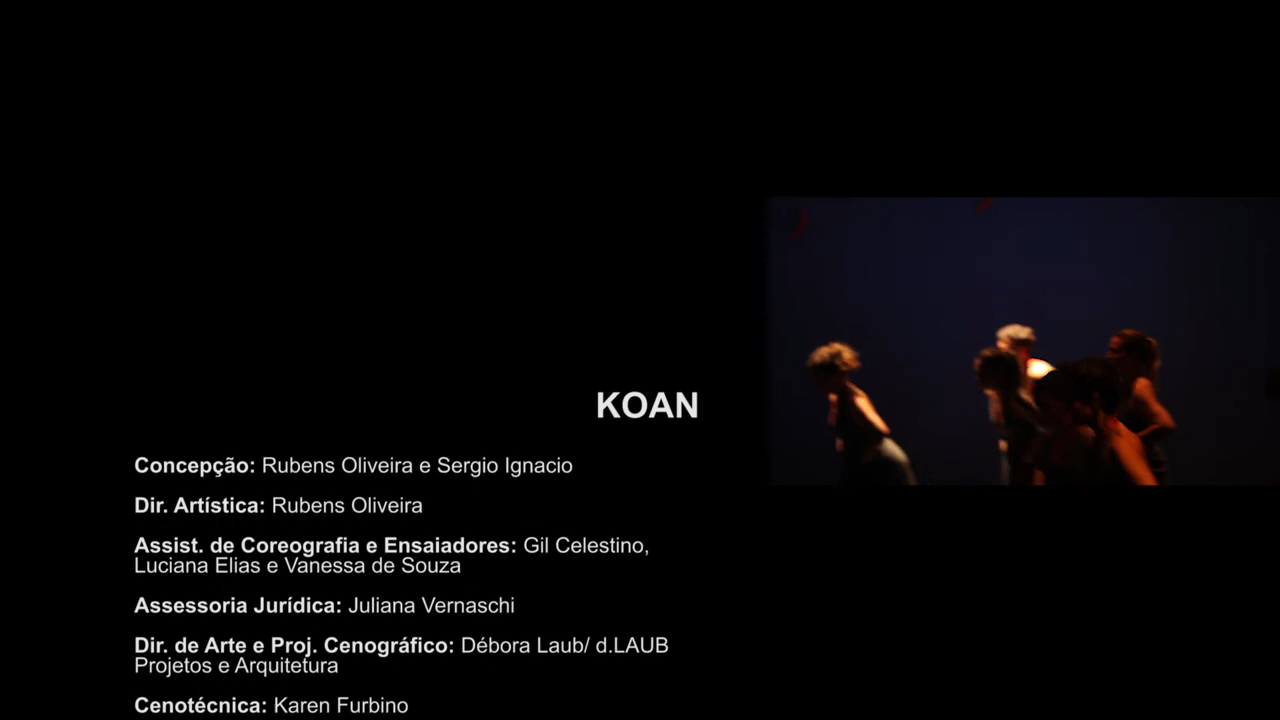 KOAN
Concepção: Rubens Oliveira e Sergio Ignacio
Dir. Artística: Rubens Oliveira
Assist. de Coreografia e Ensaiadores: Gil Celestino,
Luciana Elias e Vanessa de Souza
Assessoria Jurídica: Juliana Vernaschi
Dir. de Arte e Proj. Cenográfico: Débora Laub/ d.LAUB
Projetos e Arquitetura
Cenotécnica: Karen Furbino